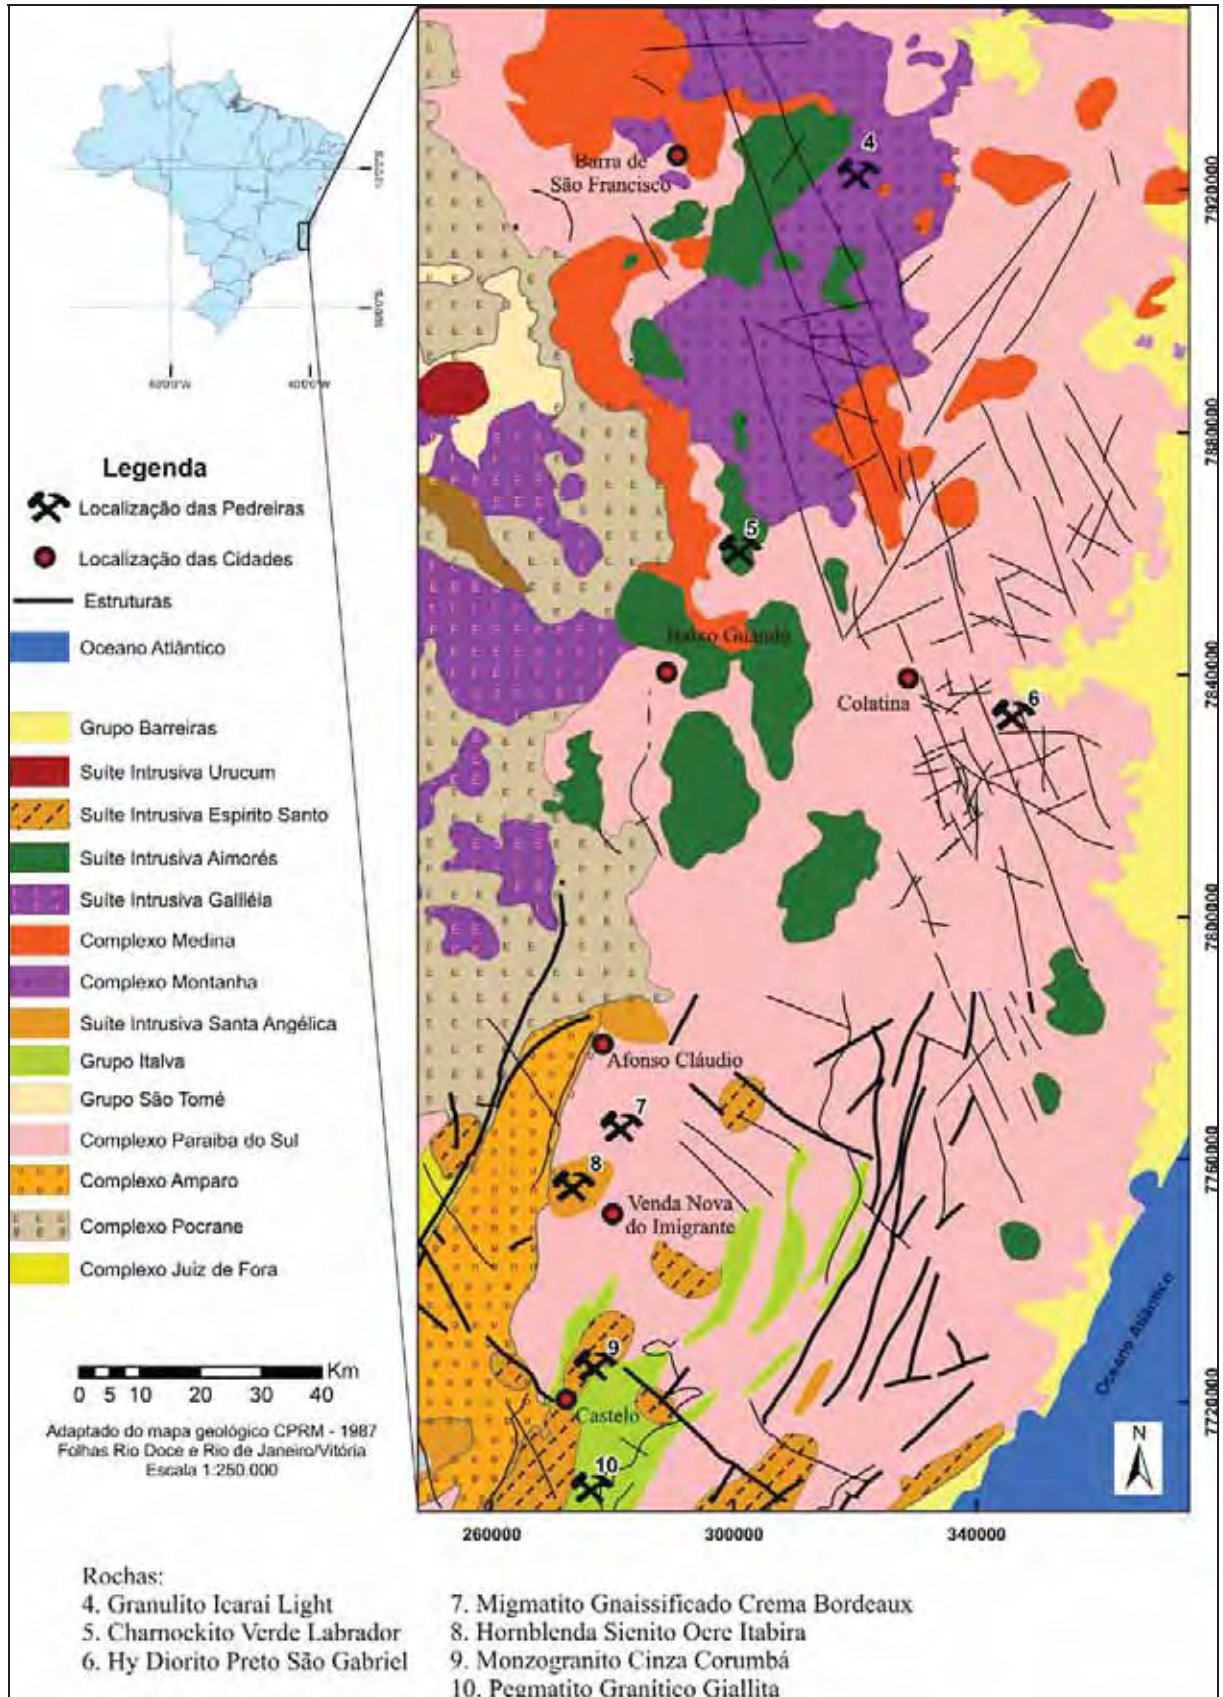 Legenda
Localização das Pedreiras
Localização das Cidades
Estruturas
Oceano Atlântico
Grupo Barreiras
Suíte Intrusiva Urucum
Suíte Intrusiva Espirito Santo
Suíte Intrusiva Aimorés
Suíte Intrusiva Galiléia
Complexo Medina
Complexo Montanha
Suíte Intrusiva Santa Angélica
Grupo Italva
Grupo São Tomé
Complexo Paraiba do Sul
Complexo Amparo
Complexo Pocrane
Complexo Juiz de Fora
0 5 10 20 30 40 Km
Adaptado do mapa geológico CPRM - 1987
Folhas Rio Doce e Rio de Janeiro/Vitória
Escala 1:250.000
4
Barra de
São Francisco
5
Baixo Guandú
Colatina
6
Afonso Cláudio
7
8
Venda Nova
do Imigrante
9
Castelo
10
Oceano Atlântico
N
7920000
7880000
7840000
7800000
7760000
7720000
260000 300000 340000
Rochas:
4. Granulito Icaraí Light
5. Charnockito Verde Labrador
6. Hy Diorito Preto São Gabriel
7. Migmatito Gnaissificado Crema Bordeaux
8. Hornblenda Sienito Ocre Itabira
9. Monzogranito Cinza Corumbá
10. Pegmatito Granítico Giallita